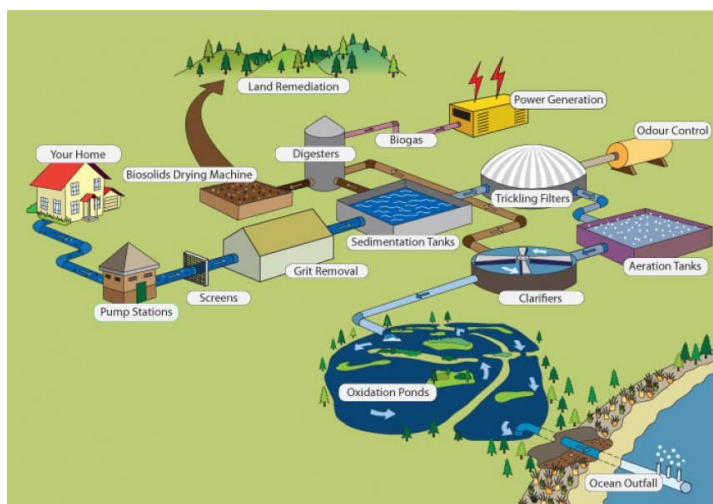 Land Remediation
Power Generation
Odour Control
Your Home
Biogas
Digesters
Biosolids Drying Machine
Trickling Filters
Sedimentation Tanks
Grit Removal
Aeration Tanks
Screens
Clarifiers
Pump Stations
Oxidation Ponds
Ocean Outfall